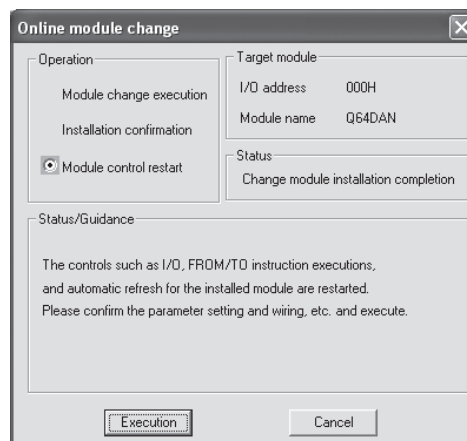 Online module change
Operation
Module change execution
Installation confirmation
Module control restart
Target module
I/O address 000H
Module name Q64DAN
Status
Change module installation completion
Status/Guidance
The controls such as I/O, FROM/TO instruction executions,
and automatic refresh for the installed module are restarted.
Please confirm the parameter setting and wiring, etc. and execute.
Execution
Cancel